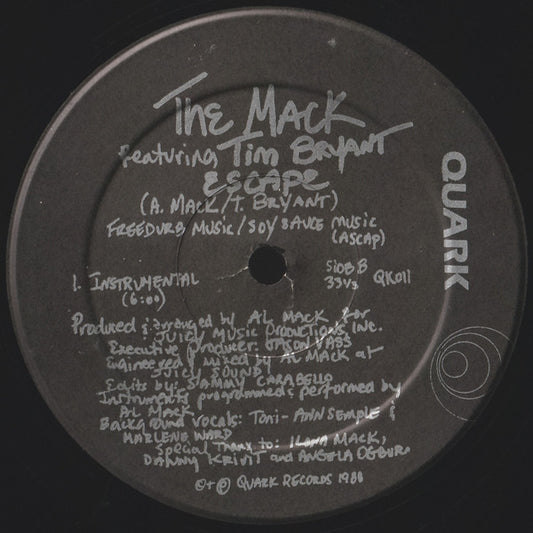 The Mack
featuring Tim Bryant
escape
(A. Mack/T. Bryant)
Freedurb Music/Soy Sauce Music
(ASCAP)
QUARK
1. Instrumental
(6:00)
Side B
33⅓ QK011
Produced & arranged by Al Mack for
Juicy Music Productions Inc.
Executive Producer: Jason Yabs
Engineered & mixed by Al Mack at
Juicy Sound
Edits by: Sammy Carabello
Instruments programmed & performed by
Al Mack
Background vocals: Toni-Ann Semple &
Marlene Ward
Special Thanx to: Ilona Mack,
Danny Krivit and Angela Ogburn
© + ℗ Quark Records 1988